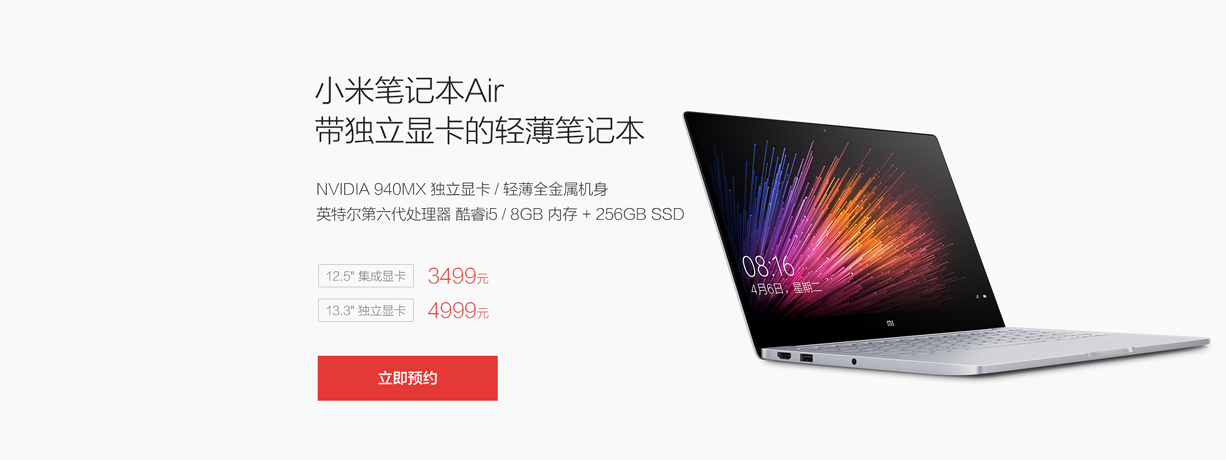 小米笔记本Air
带独立显卡的轻薄笔记本
NVIDIA 940MX 独立显卡 / 轻薄全金属机身
英特尔第六代处理器 酷睿i5 / 8GB 内存 + 256GB SSD
12.5" 集成显卡 3499元
13.3" 独立显卡 4999元
立即预约
08:16
4月6日，星期二
mi